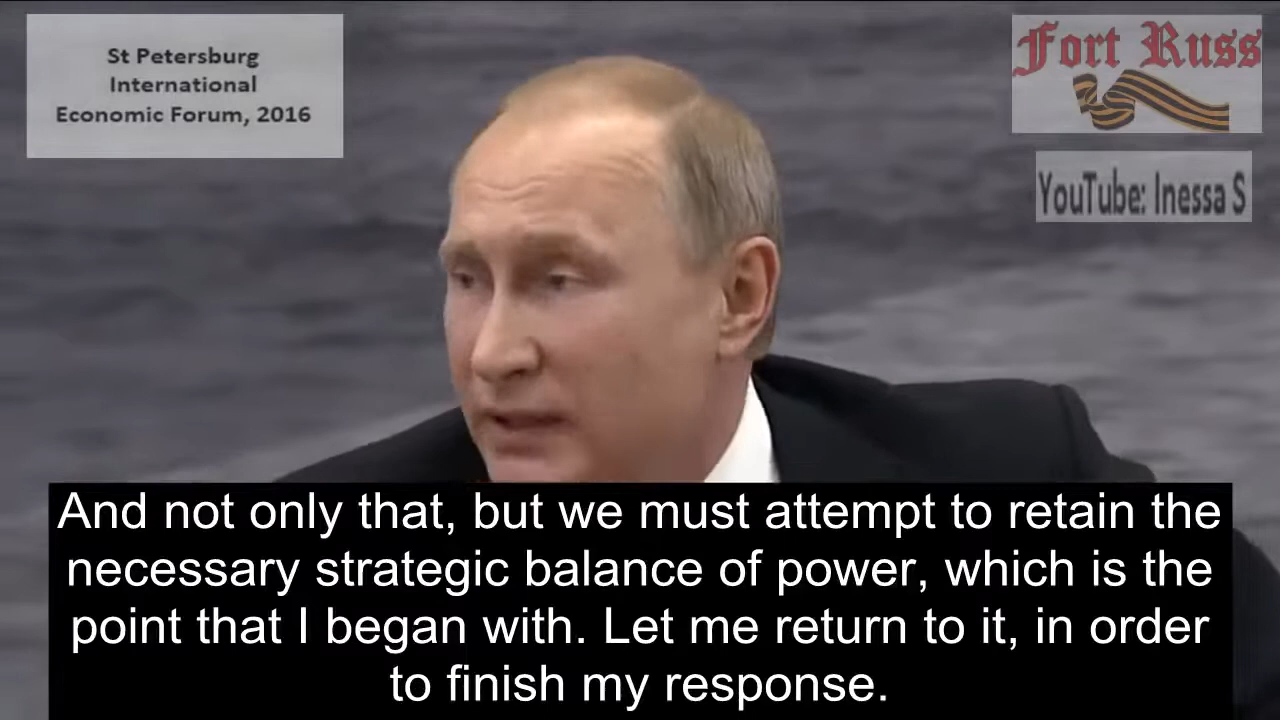 St Petersburg
International
Economic Forum, 2016
Fort Russ
YouTube: Inessa S
And not only that, but we must attempt to retain the
necessary strategic balance of power, which is the
point that I began with. Let me return to it, in order
to finish my response.